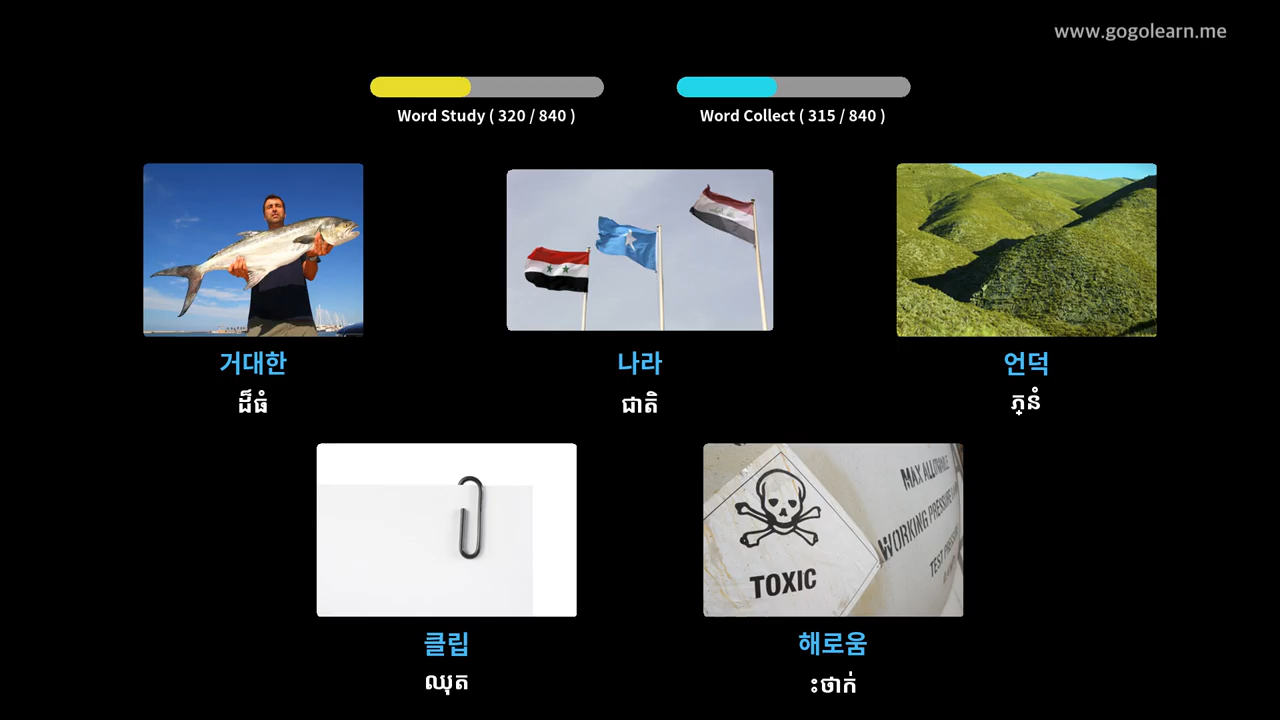 www.gogolearn.me
Word Study ( 320 / 840 )
Word Collect ( 315 / 840 )
거대한
나라
언덕
ដ៏ធំ
ជាតិ
ភ្នំ
MAX ALLOWABLE
WORKING PRESSURE
TEST PRESSURE
TOXIC
클립
해로움
ឈុត
ះថាក់